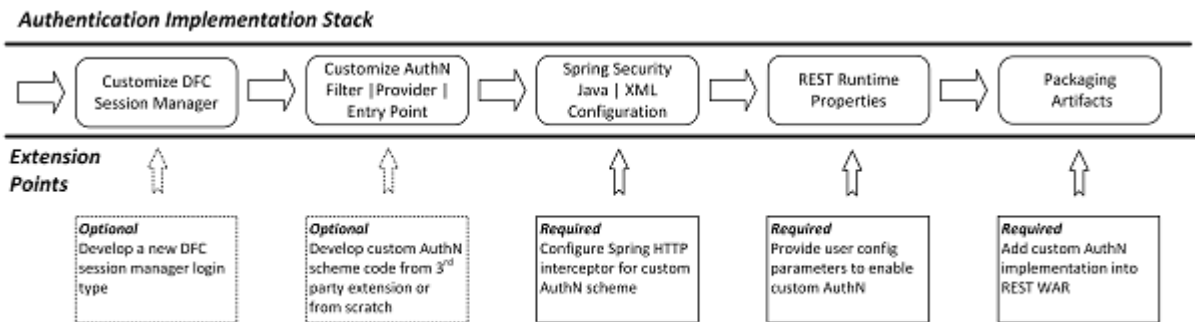 Authentication Implementation Stack
Customize DFC
Session Manager
Customize AuthN
Filter |Provider |
Entry Point
Spring Security
Java | XML
Configuration
REST Runtime
Properties
Packaging
Artifacts
Extension
Points
Optional
Develop a new DFC
session manager login
type
Optional
Develop custom AuthN
scheme code from 3rd
party extension or
from scratch
Required
Configure Spring HTTP
interceptor for custom
AuthN scheme
Required
Provide user config
parameters to enable
custom AuthN
Required
Add custom AuthN
implementation into
REST WAR